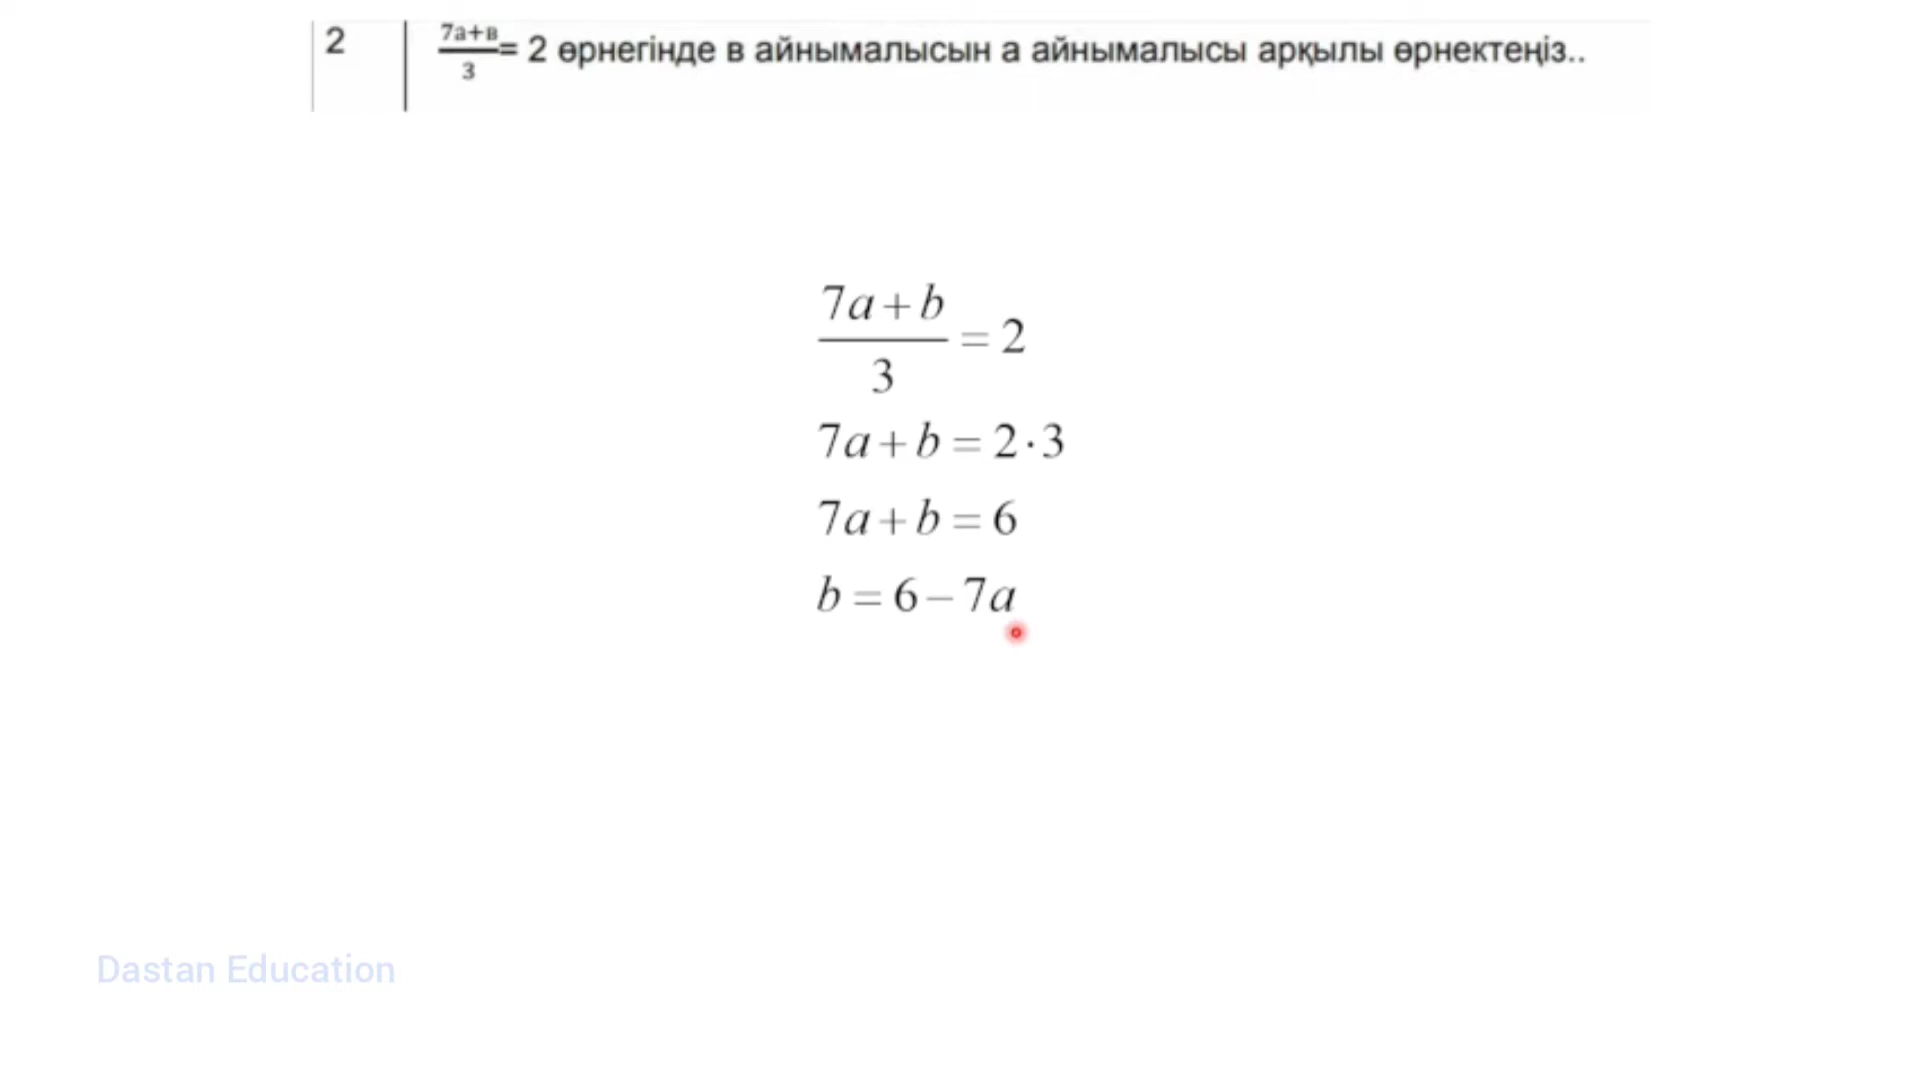 2 (7а+в)/3 = 2 өрнегінде в айнымалысын а айнымалысы арқылы өрнектеңіз..
(7a+b)/3 = 2
7a+b = 2·3
7a+b = 6
b = 6–7a
Dastan Education